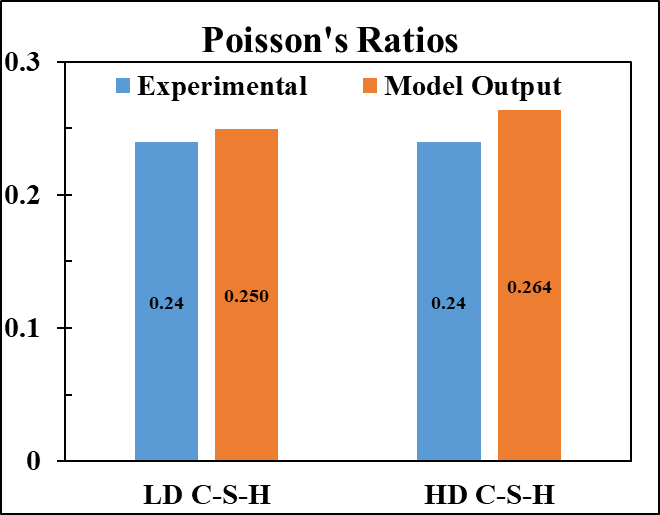 Poisson's Ratios
0.3
Experimental Model Output
0.2
0.24 0.250 0.24 0.264
0.1
0
LD C-S-H HD C-S-H